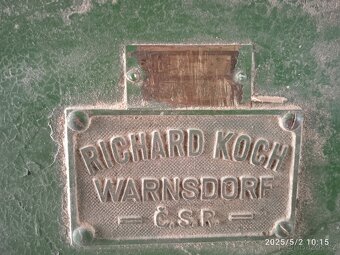 RICHARD KOCH
WARNSDORF
= Č.S.R. =
2025/5/2 10:15